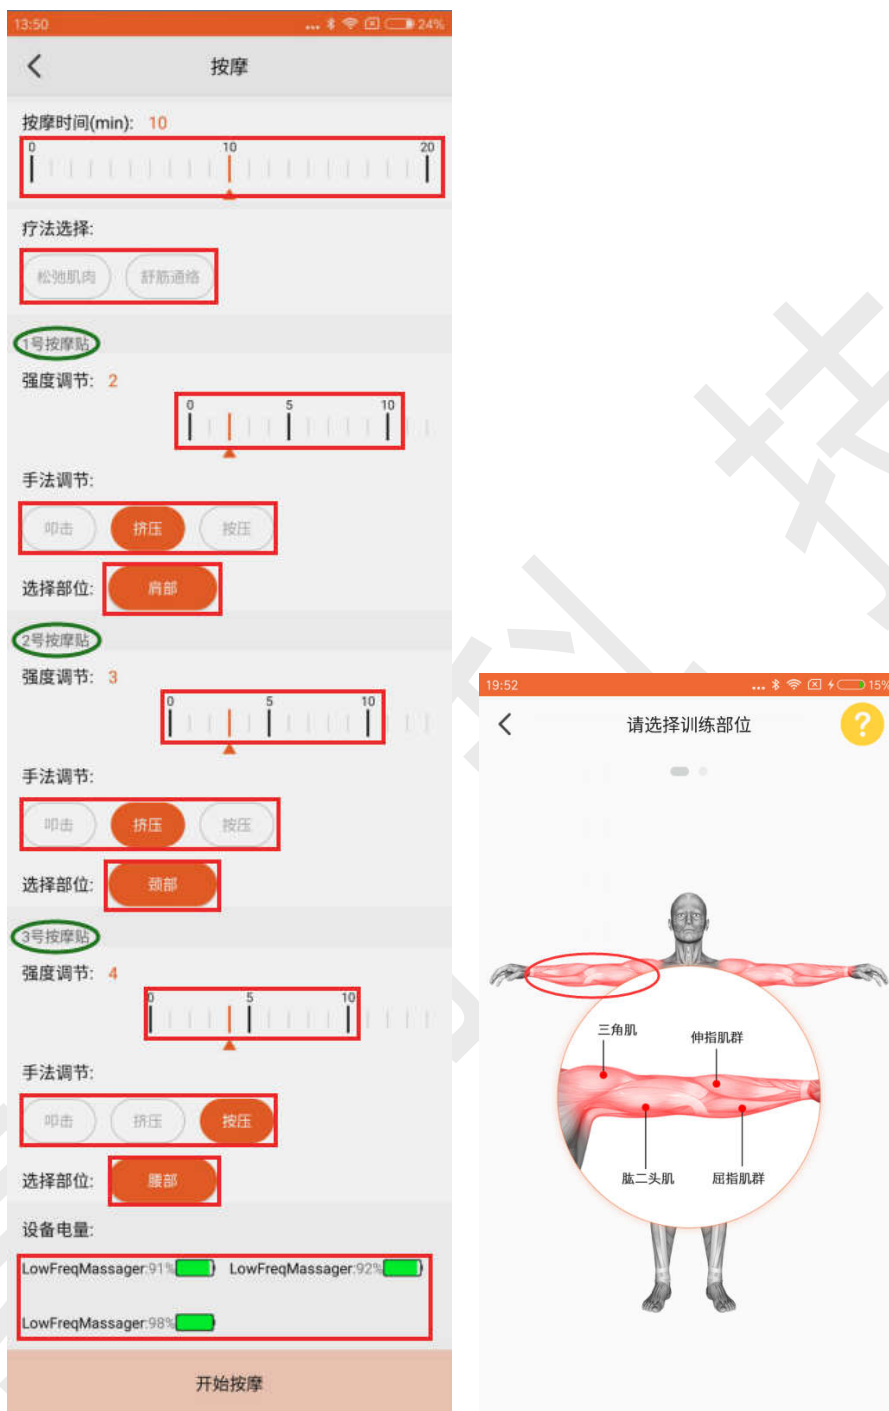 13:50
... 24%
按摩
按摩时间(min): 10
0 10 20
疗法选择:
松弛肌肉 舒筋通络
1号按摩贴
强度调节: 2
0 5 10
手法调节:
叩击 挤压 按压
选择部位: 肩部
2号按摩贴
强度调节: 3
0 5 10
手法调节:
叩击 挤压 按压
选择部位: 颈部
3号按摩贴
强度调节: 4
0 5 10
手法调节:
叩击 挤压 按压
选择部位: 腰部
设备电量:
LowFreqMassager:91% LowFreqMassager:92%
LowFreqMassager:98%
开始按摩
19:52
... 15%
请选择训练部位
?
三角肌
伸指肌群
肱二头肌
屈指肌群